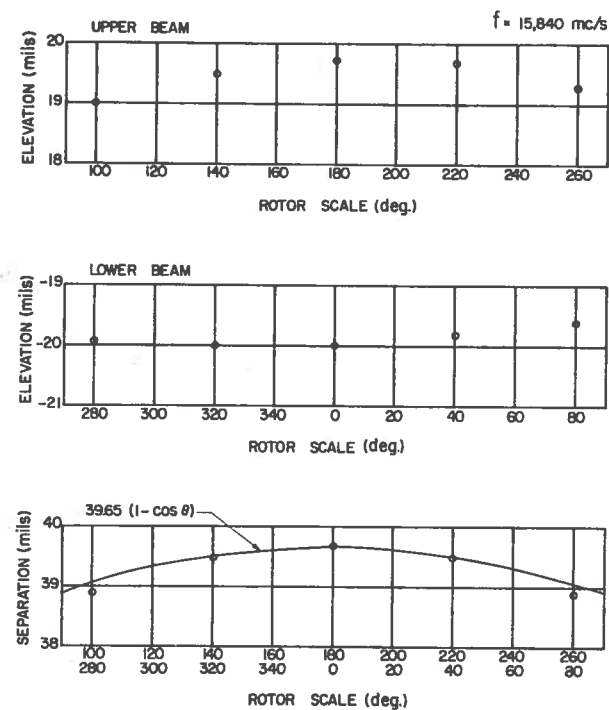 UPPER BEAM
f = 15,840 mc/s
ELEVATION (mils)
20
19
18
100 120 140 160 180 200 220 240 260
ROTOR SCALE (deg.)
LOWER BEAM
ELEVATION (mils)
-19
-20
-21
280 300 320 340 0 20 40 60 80
ROTOR SCALE (deg.)
39.65 (1- cos θ)
SEPARATION (mils)
40
39
38
100 120 140 160 180 200 220 240 260
280 300 320 340 0 20 40 60 80
ROTOR SCALE (deg.)